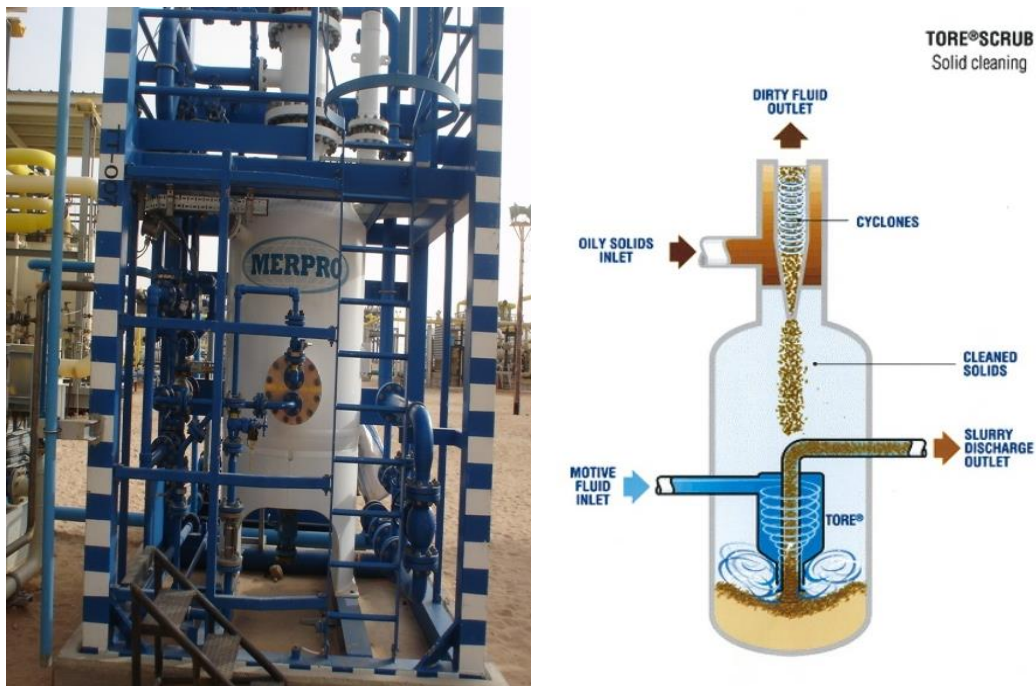 MERPRO
TORE®SCRUB
Solid cleaning
DIRTY FLUID
OUTLET
CYCLONES
OILY SOLIDS
INLET
CLEANED
SOLIDS
SLURRY
DISCHARGE
OUTLET
MOTIVE
FLUID
INLET
TORE®